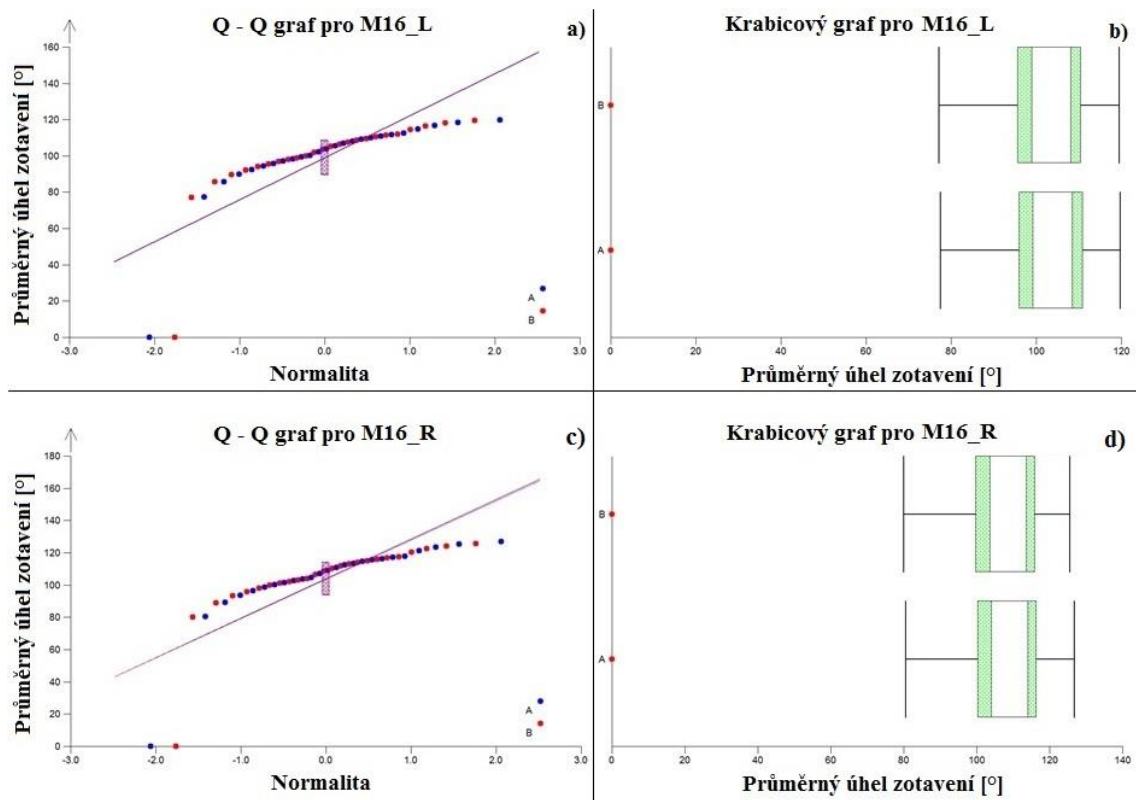 Q - Q graf pro M16_L
a)
Průměrný úhel zotavení [°]
160
140
120
100
80
60
40
20
0
A
B
-3.0 -2.0 -1.0 0.0 1.0 2.0 3.0
Normalita
Krabicový graf pro M16_L
b)
B
A
0 20 40 60 80 100 120
Průměrný úhel zotavení [°]
Q - Q graf pro M16_R
c)
Průměrný úhel zotavení [°]
180
160
140
120
100
80
60
40
20
0
A
B
-3.0 -2.0 -1.0 0.0 1.0 2.0 3.0
Normalita
Krabicový graf pro M16_R
d)
B
A
0 20 40 60 80 100 120 140
Průměrný úhel zotavení [°]